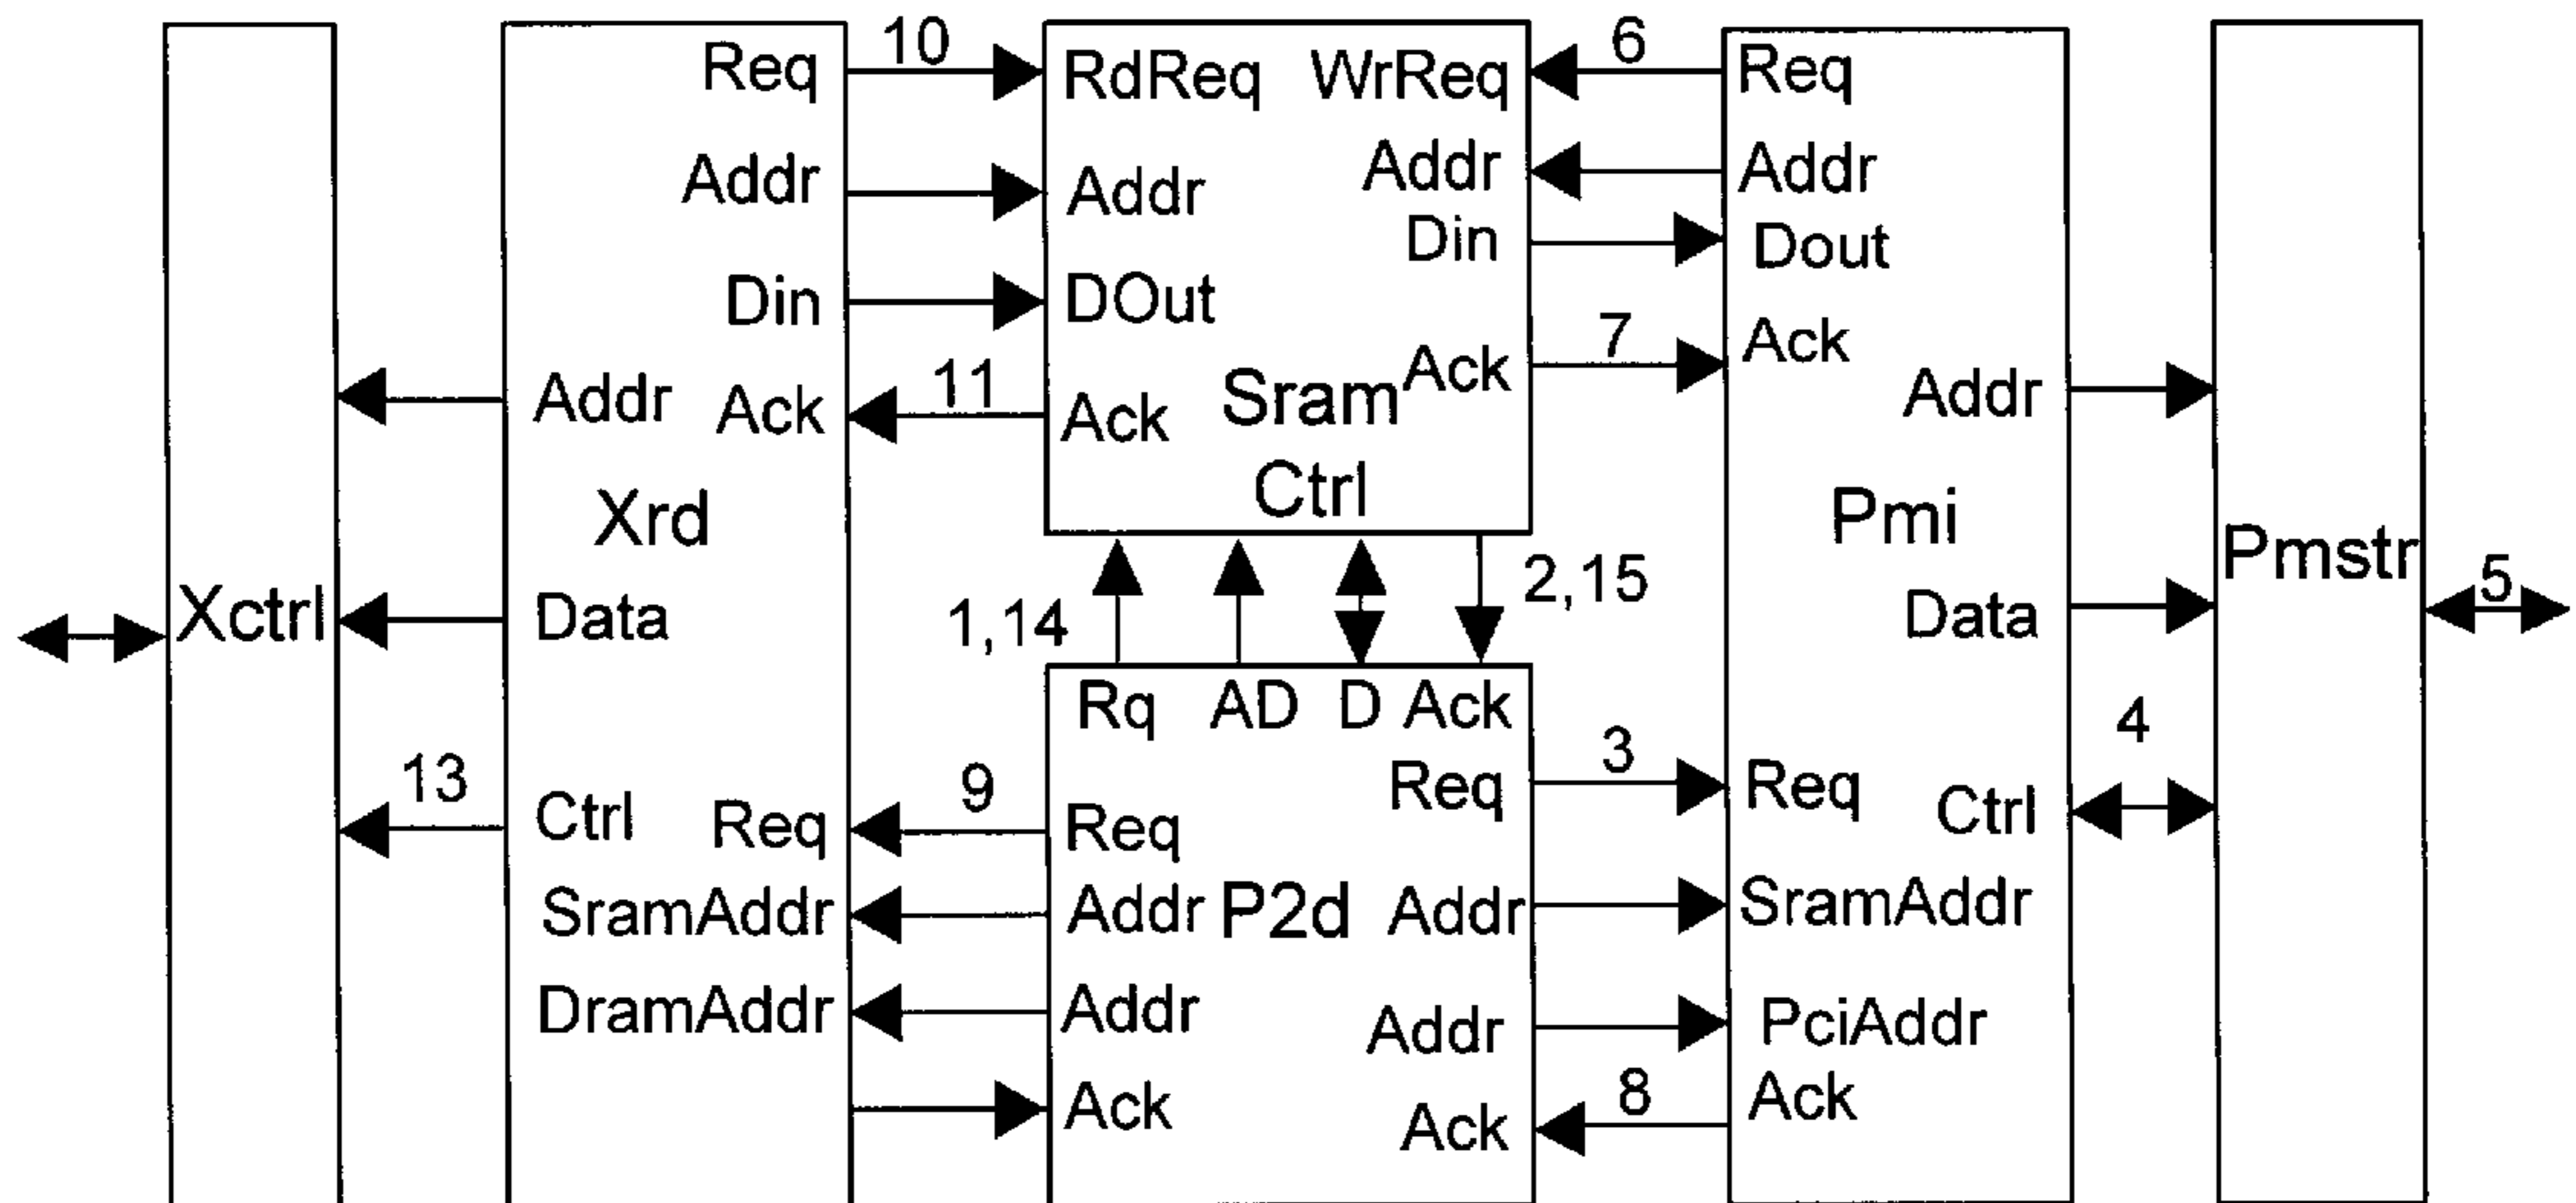 Req 10 RdReq WrReq 6 Req
Addr Addr Addr Addr
Din DOut Din Dout
Addr Ack 11 Ack Sram Ack 7 Ack Addr
Xrd Ctrl Pmi Pmstr
Xctrl Data 1,14 2,15 Data 5
Rq AD D Ack
13 Ctrl Req 9 Req Req 3 Req Ctrl 4
SramAddr Addr P2d Addr SramAddr
DramAddr Addr Addr PciAddr
Ack Ack 8 Ack